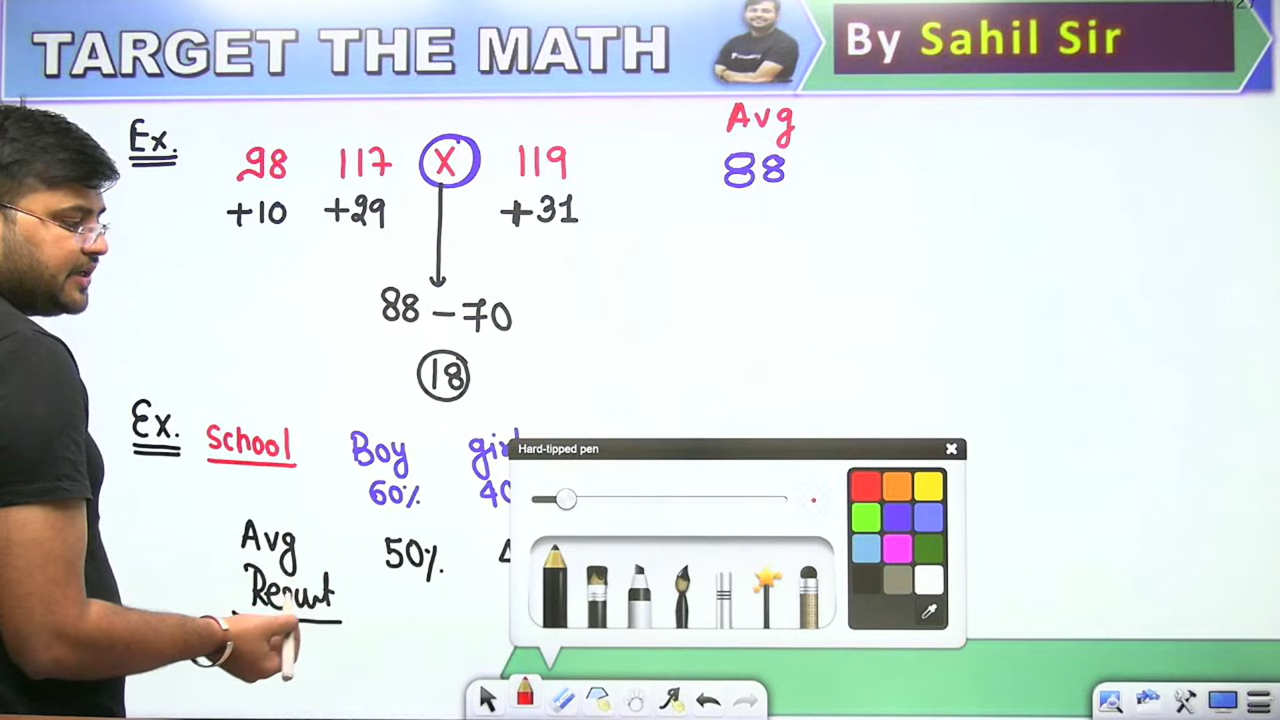 TARGET THE MATH
By Sahil Sir
Ex.
98 117 X 119
Avg
88
+10 +29 +31
88 - 70
18
Ex. School Boy
60%
Avg 50%
Result
Hard-tipped pen